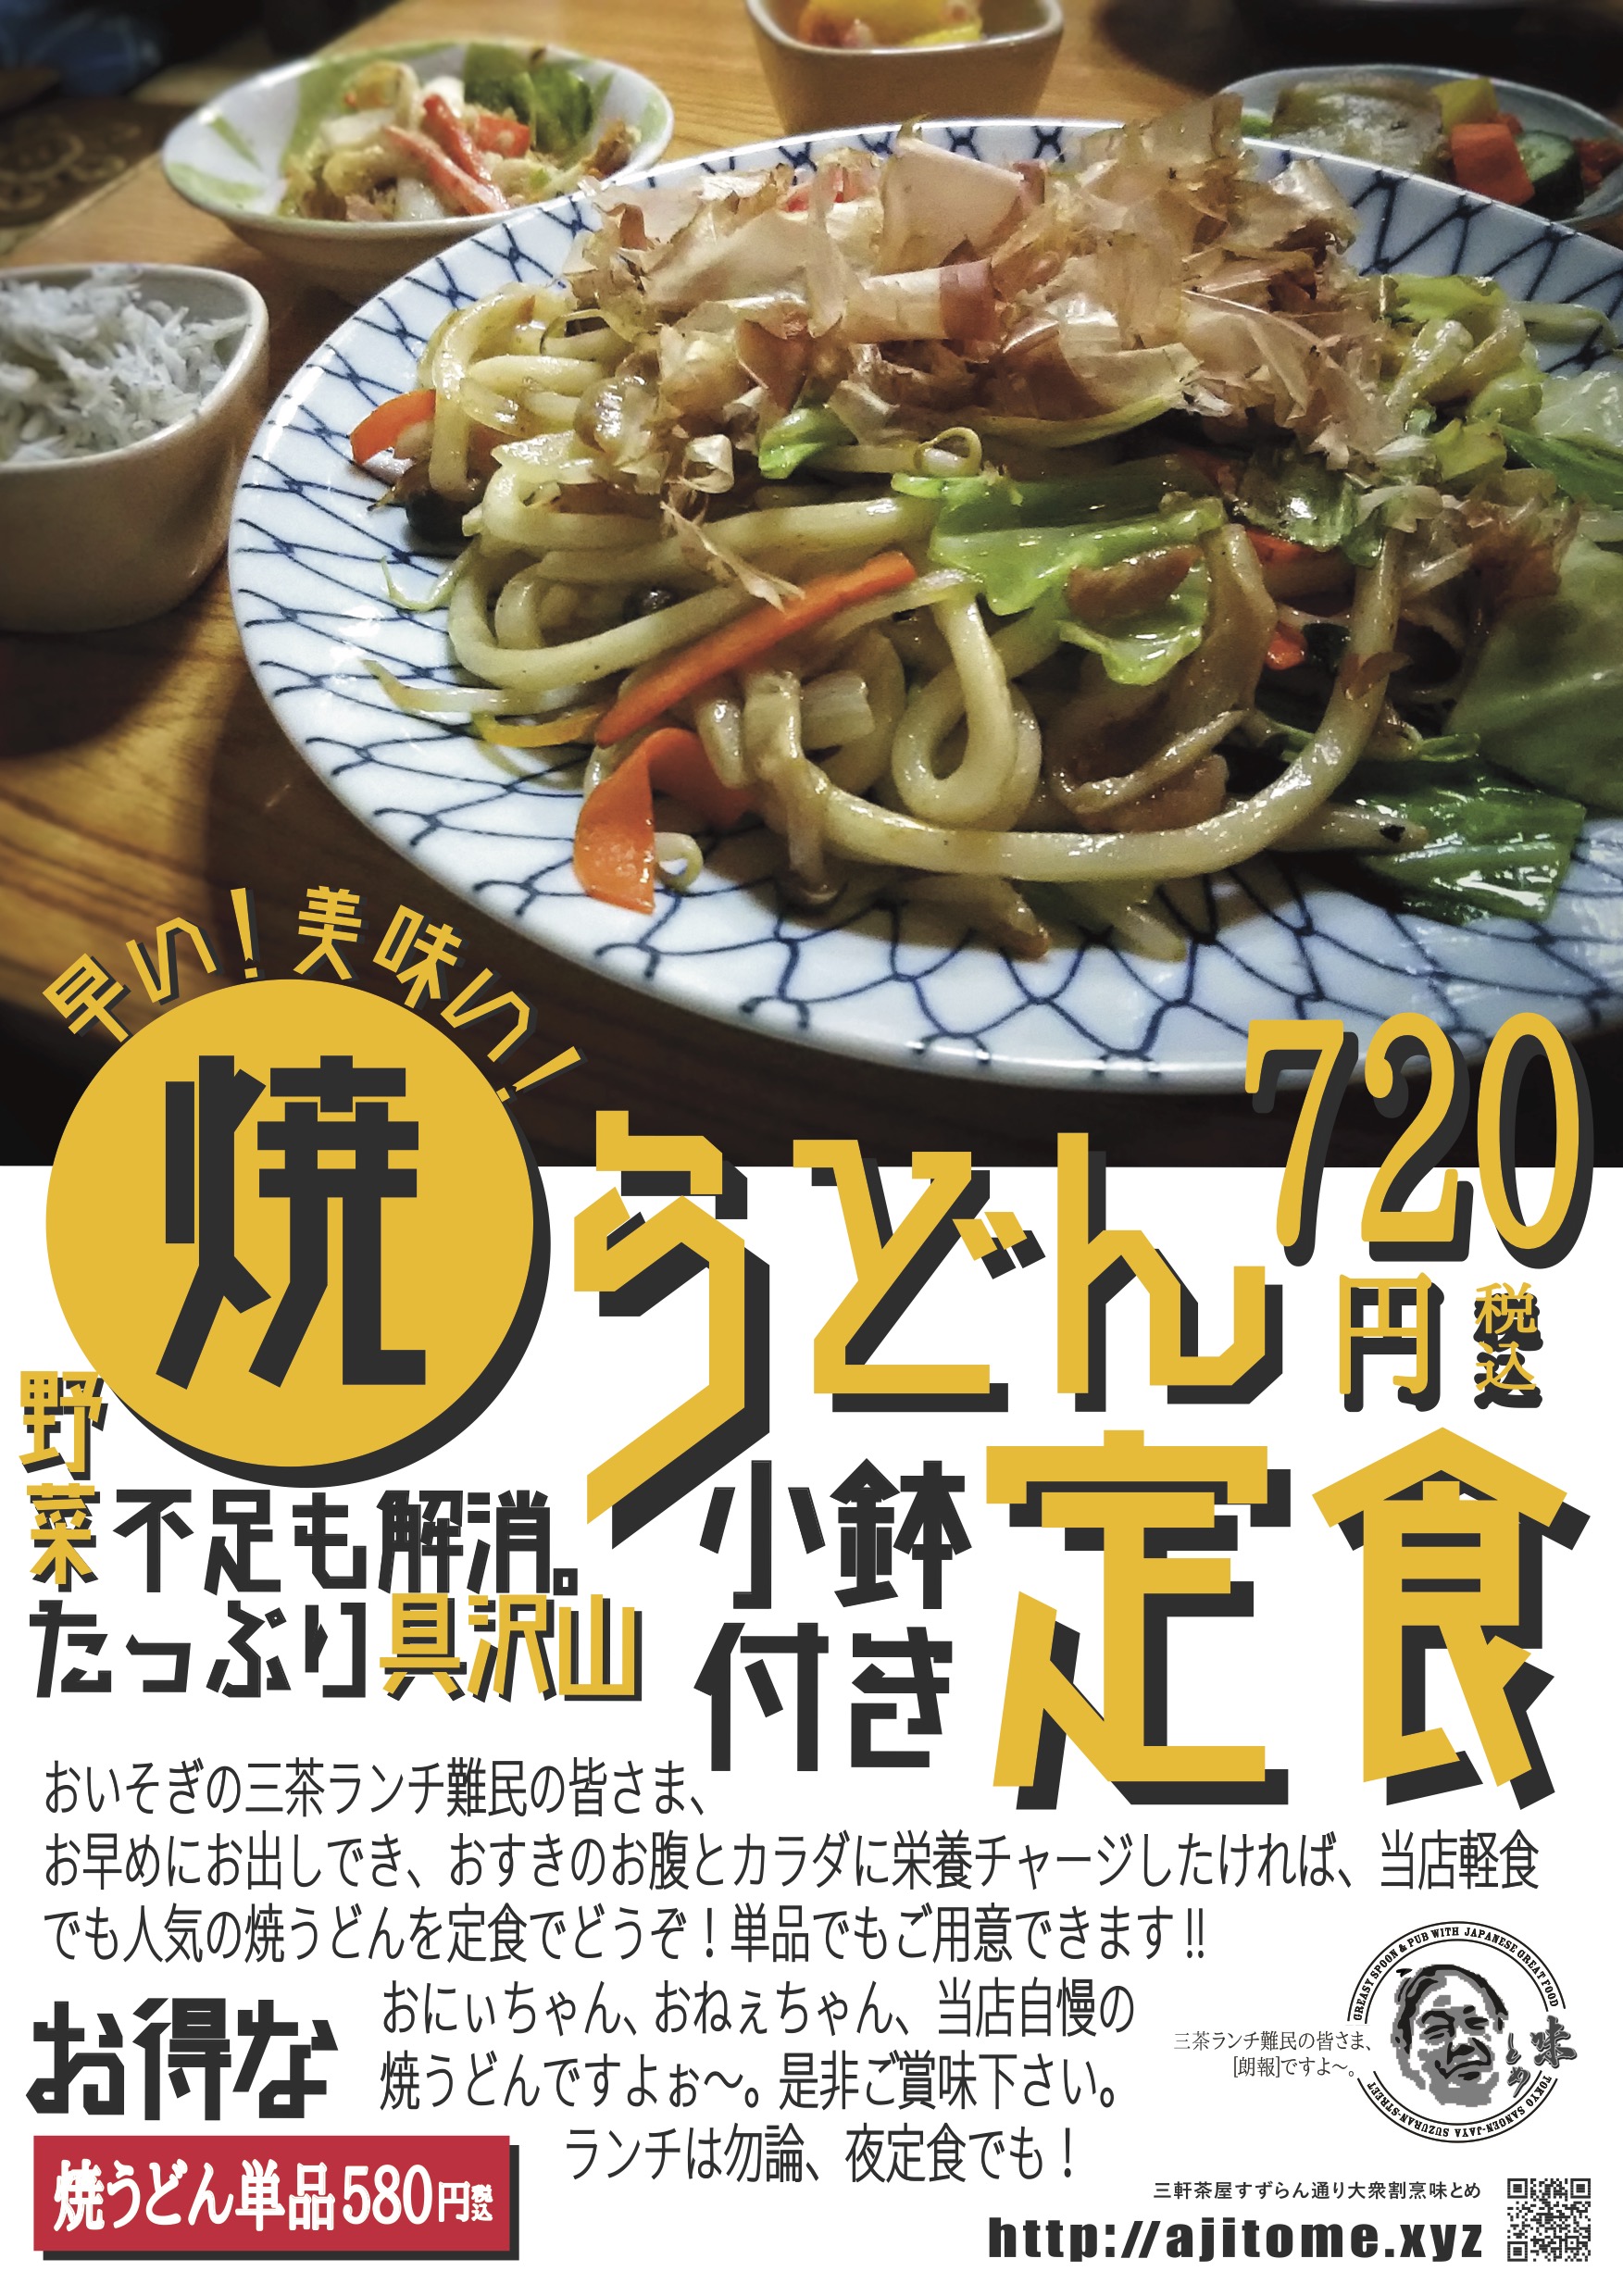 早い！美味い！
焼うどん
720円税込
小鉢付き定食
野菜不足も解消。
たっぷり具沢山
おいそぎの三茶ランチ難民の皆さま、
お早めにお出しでき、おすきのお腹とカラダに栄養チャージしたければ、当店軽食
でも人気の焼うどんを定食でどうぞ！単品でもご用意できます!!
おにぃちゃん、おねぇちゃん、当店自慢の
焼うどんですよぉ〜。是非ご賞味下さい。
ランチは勿論、夜定食でも！
お得な
焼うどん単品580円税込
三茶ランチ難民の皆さま、
[朗報]ですよ〜。
GREASY SPOON & PUB WITH JAPANESE GREAT FOOD
味とめ
TOKYO SANGEN-JAYA SUZURAN-STREET
三軒茶屋すずらん通り大衆割烹味とめ
http://ajitome.xyz